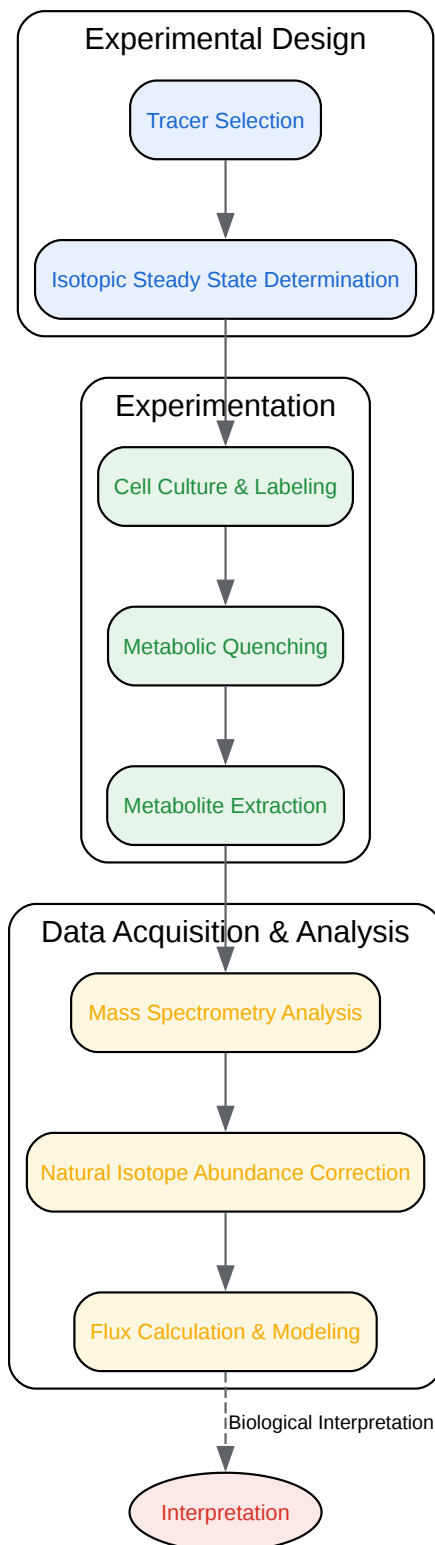 Experimental Design
Tracer Selection
Isotopic Steady State Determination
Experimentation
Cell Culture & Labeling
Metabolic Quenching
Metabolite Extraction
Data Acquisition & Analysis
Mass Spectrometry Analysis
Natural Isotope Abundance Correction
Flux Calculation & Modeling
Biological Interpretation
Interpretation